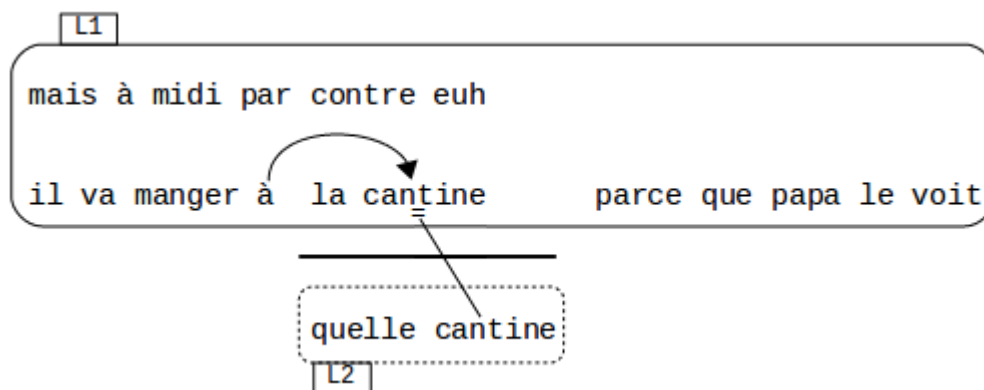 L1
mais à midi par contre euh
il va manger à la cantine parce que papa le voit
=
quelle cantine
L2